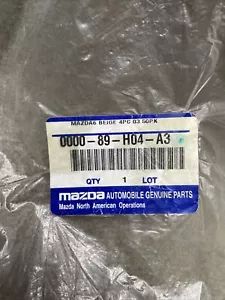 MAZDA6 BEIGE 4PC 03 50PK
0000-89-H04-A3
QTY 1 LOT
mazda AUTOMOBILE GENUINE PARTS
Mazda North American Operations